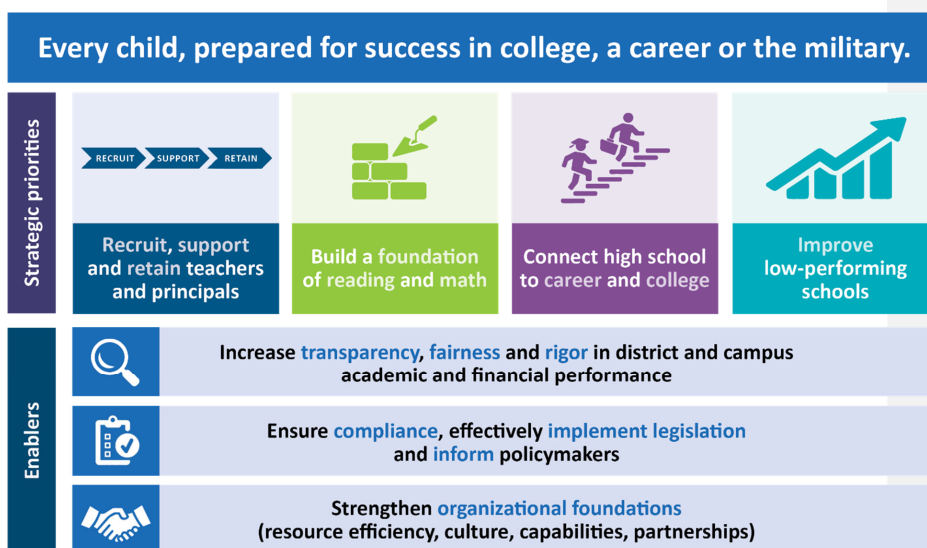 Every child, prepared for success in college, a career or the military.
Strategic priorities
RECRUIT SUPPORT RETAIN
Recruit, support
and retain teachers
and principals
Build a foundation
of reading and math
Connect high school
to career and college
Improve
low-performing
schools
Enablers
Increase transparency, fairness and rigor in district and campus
academic and financial performance
Ensure compliance, effectively implement legislation
and inform policymakers
Strengthen organizational foundations
(resource efficiency, culture, capabilities, partnerships)